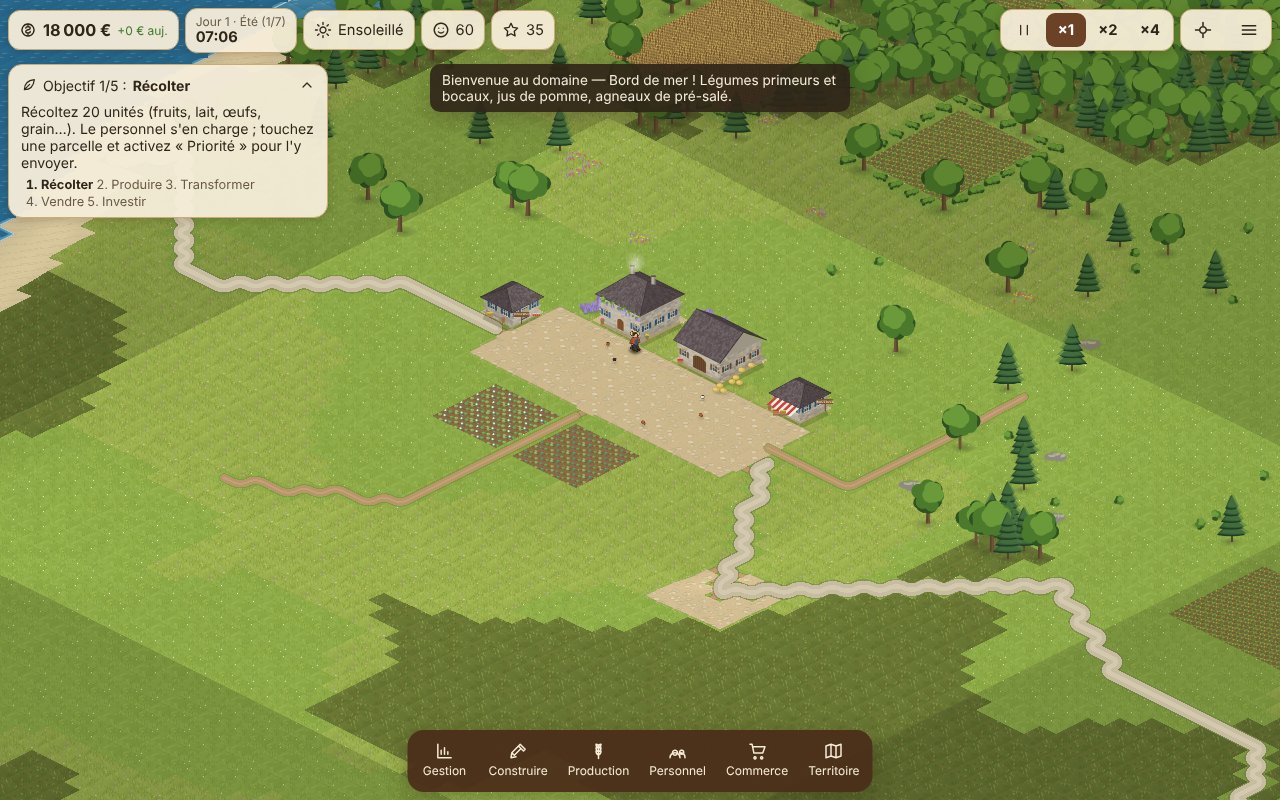 18 000 € +0 € auj.
Jour 1 · Été (1/7)
07:06
Ensoleillé
60
35
×1
×2
×4
Objectif 1/5 : Récolter
Récoltez 20 unités (fruits, lait, œufs,
grain…). Le personnel s'en charge ; touchez
une parcelle et activez « Priorité » pour l'y
envoyer.
1. Récolter 2. Produire 3. Transformer
4. Vendre 5. Investir
Bienvenue au domaine — Bord de mer ! Légumes primeurs et
bocaux, jus de pomme, agneaux de pré-salé.
Gestion
Construire
Production
Personnel
Commerce
Territoire